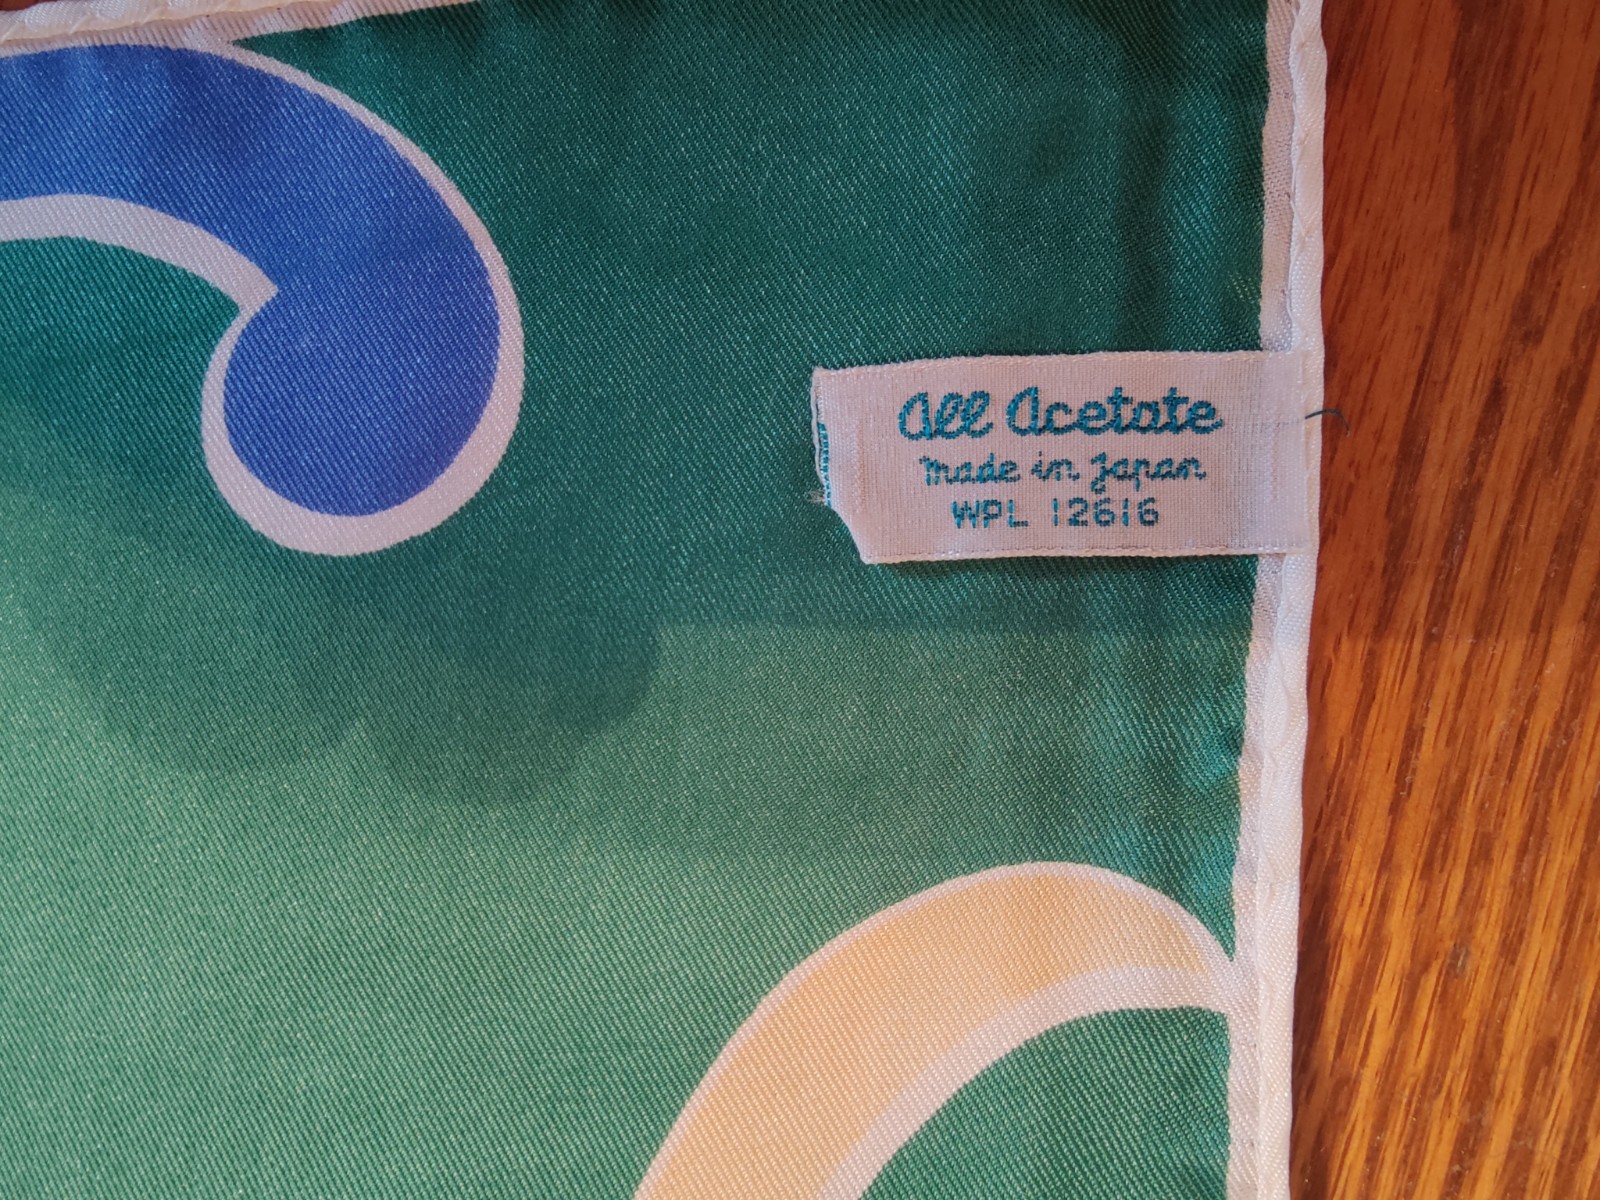 All Acetate
made in Japan
WPL 12616